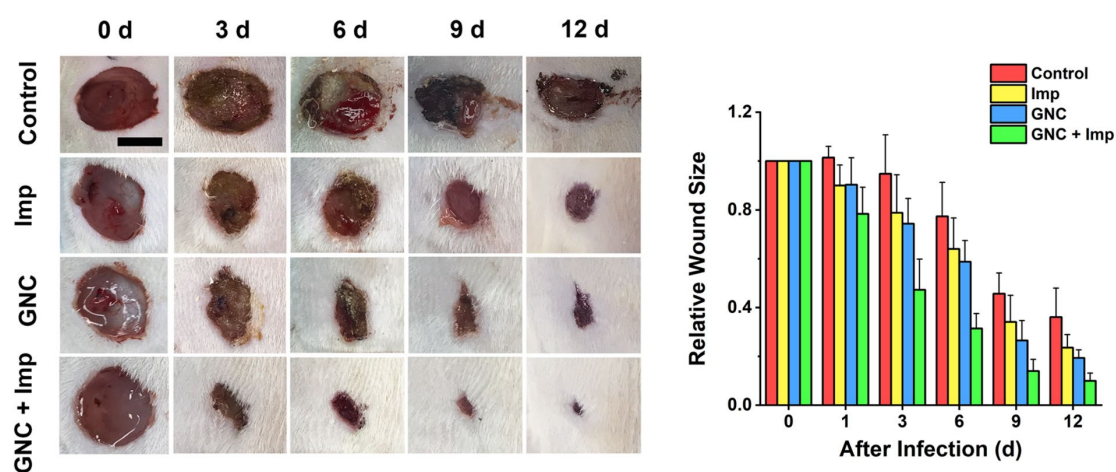 0 d 3 d 6 d 9 d 12 d
Control
Imp
GNC
GNC + Imp
Control
Imp
GNC
GNC + Imp
Relative Wound Size
1.2
0.8
0.4
0.0
0 1 3 6 9 12
After Infection (d)